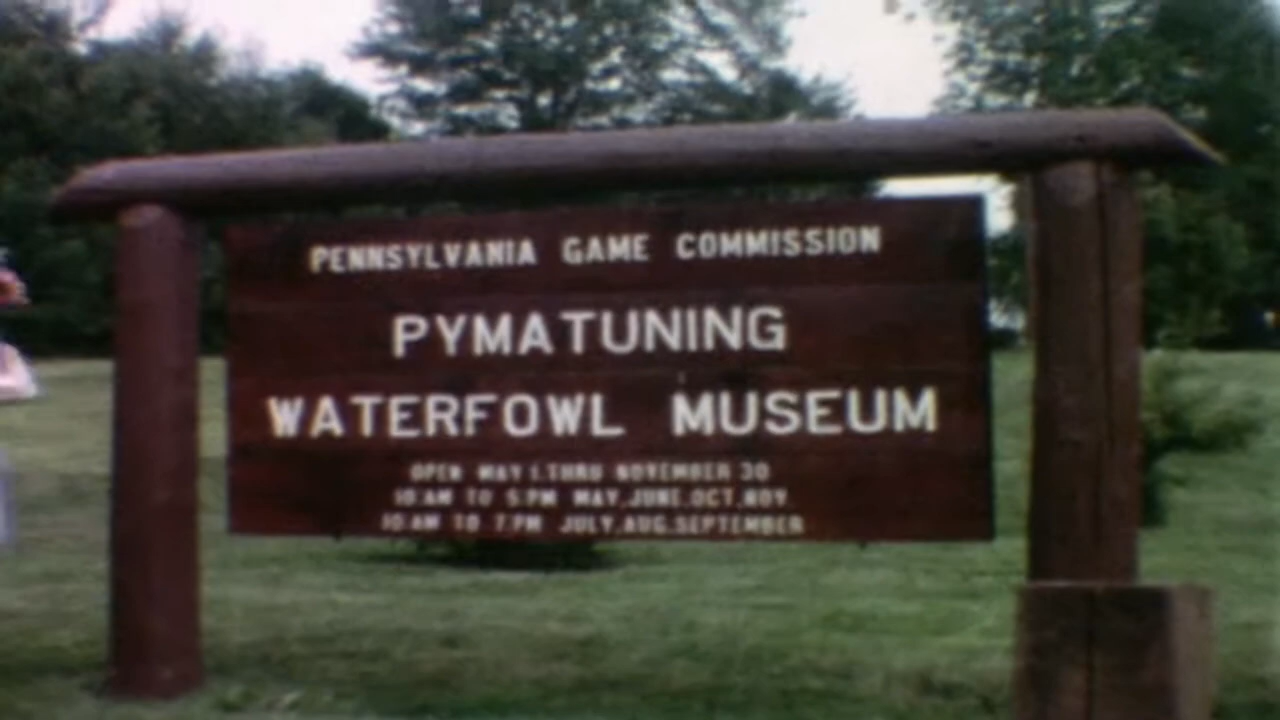 PENNSYLVANIA GAME COMMISSION
PYMATUNING
WATERFOWL MUSEUM
OPEN MAY 1.THRU NOVEMBER 30
10 AM TO 5 PM MAY.JUNE.OCT.NOV.
10 AM TO 7 PM JULY.AUG.SEPTEMBER